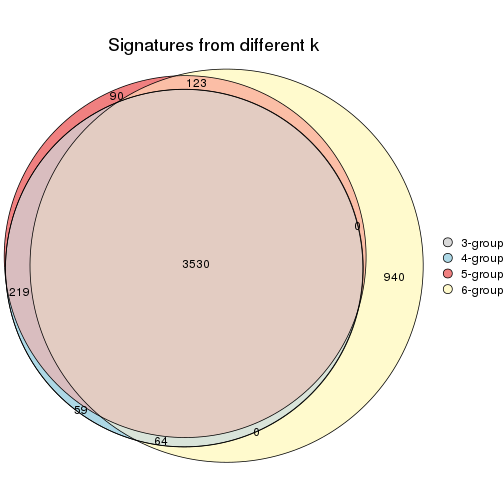 Signatures from different k
123
90
0
3-group
4-group
5-group
6-group
3530
940
219
59
64
0